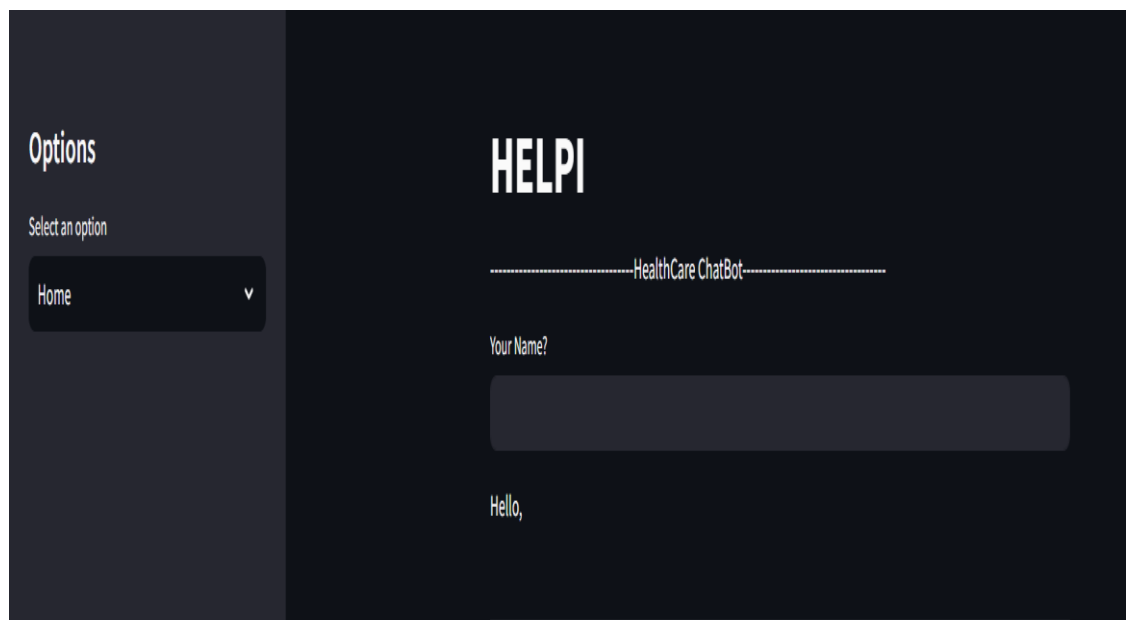 Options
Select an option
Home
HELPI
-----------------------------------HealthCare ChatBot-----------------------------------
Your Name?
Hello,